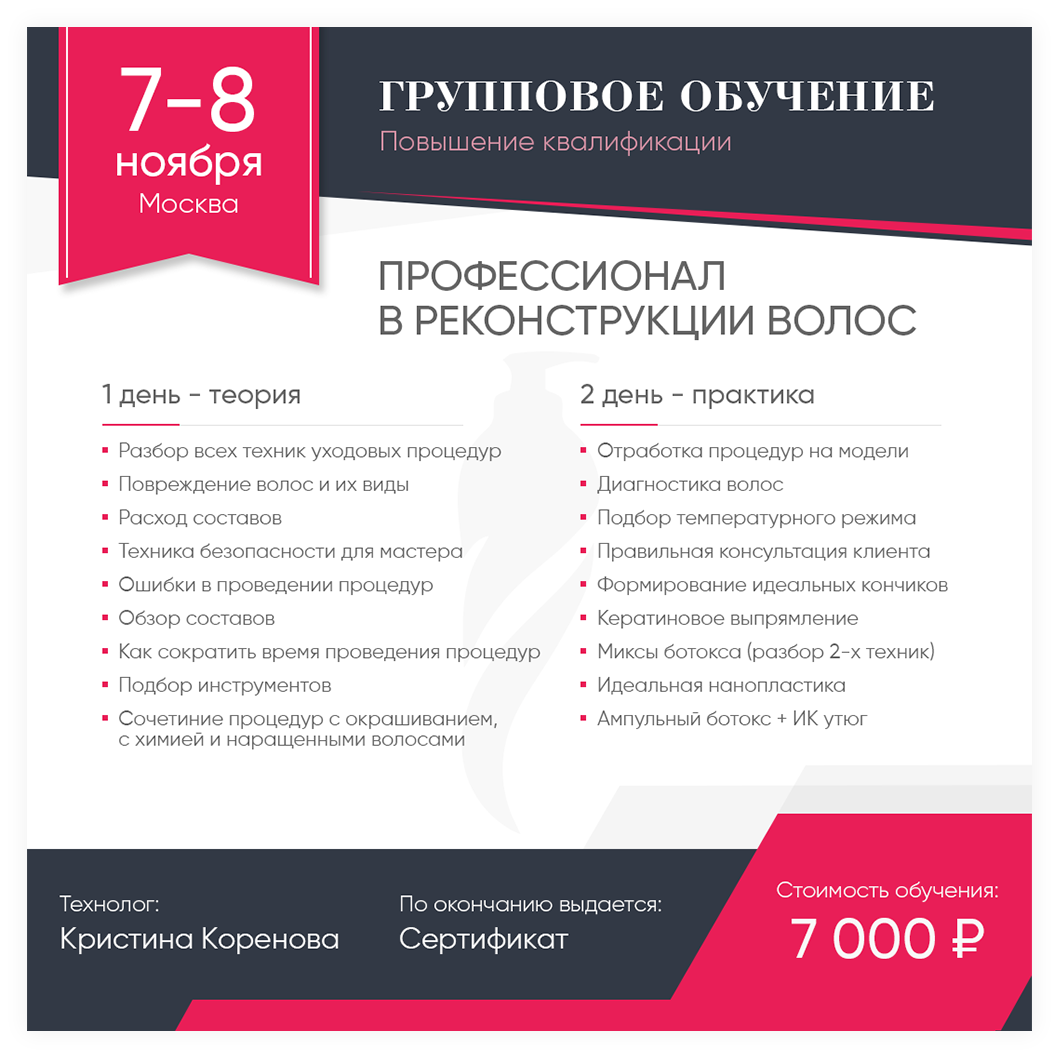 7-8
ноября
Москва
ГРУППОВОЕ ОБУЧЕНИЕ
Повышение квалификации
ПРОФЕССИОНАЛ
В РЕКОНСТРУКЦИИ ВОЛОС
1 день - теория
Разбор всех техник уходовых процедур
Повреждение волос и их виды
Расход составов
Техника безопасности для мастера
Ошибки в проведении процедур
Обзор составов
Как сократить время проведения процедур
Подбор инструментов
Сочетиние процедур с окрашиванием,
с химией и наращенными волосами
2 день - практика
Отработка процедур на модели
Диагностика волос
Подбор температурного режима
Правильная консультация клиента
Формирование идеальных кончиков
Кератиновое выпрямление
Миксы ботокса (разбор 2-х техник)
Идеальная нанопластика
Ампульный ботокс + ИК утюг
Технолог:
Кристина Коренова
По окончанию выдается:
Сертификат
Стоимость обучения:
7 000 ₽